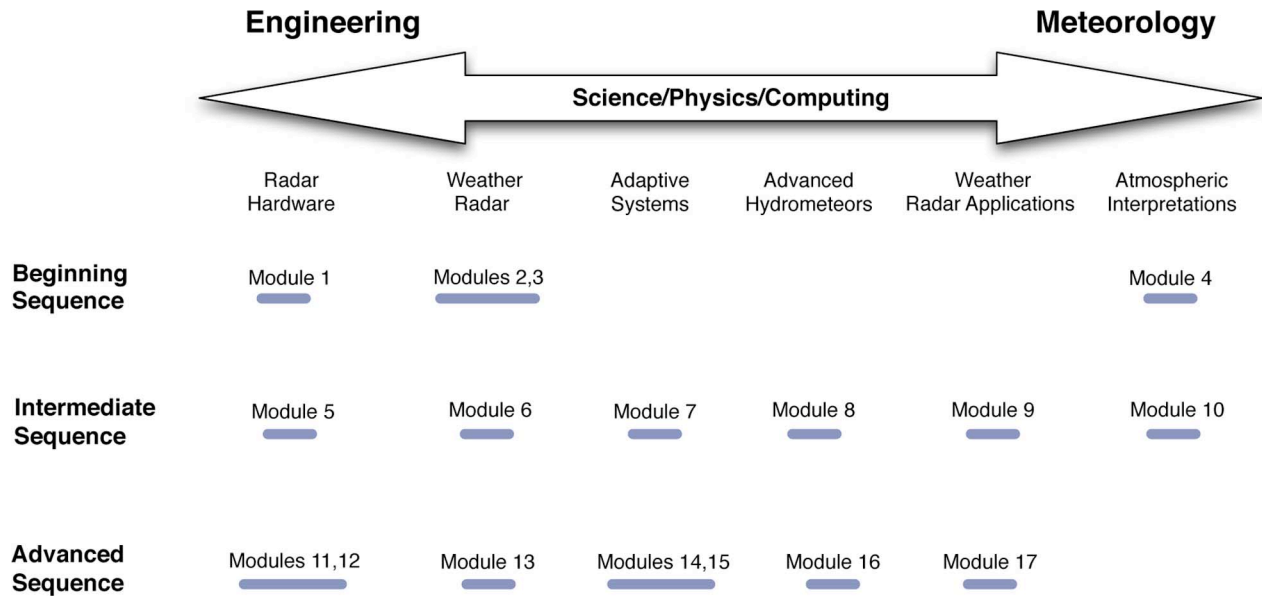 Engineering
Meteorology
Science/Physics/Computing
Radar
Hardware
Weather
Radar
Adaptive
Systems
Advanced
Hydrometeors
Weather
Radar Applications
Atmospheric
Interpretations
Beginning
Sequence
Module 1
Modules 2,3
Module 4
Intermediate
Sequence
Module 5
Module 6
Module 7
Module 8
Module 9
Module 10
Advanced
Sequence
Modules 11,12
Module 13
Modules 14,15
Module 16
Module 17